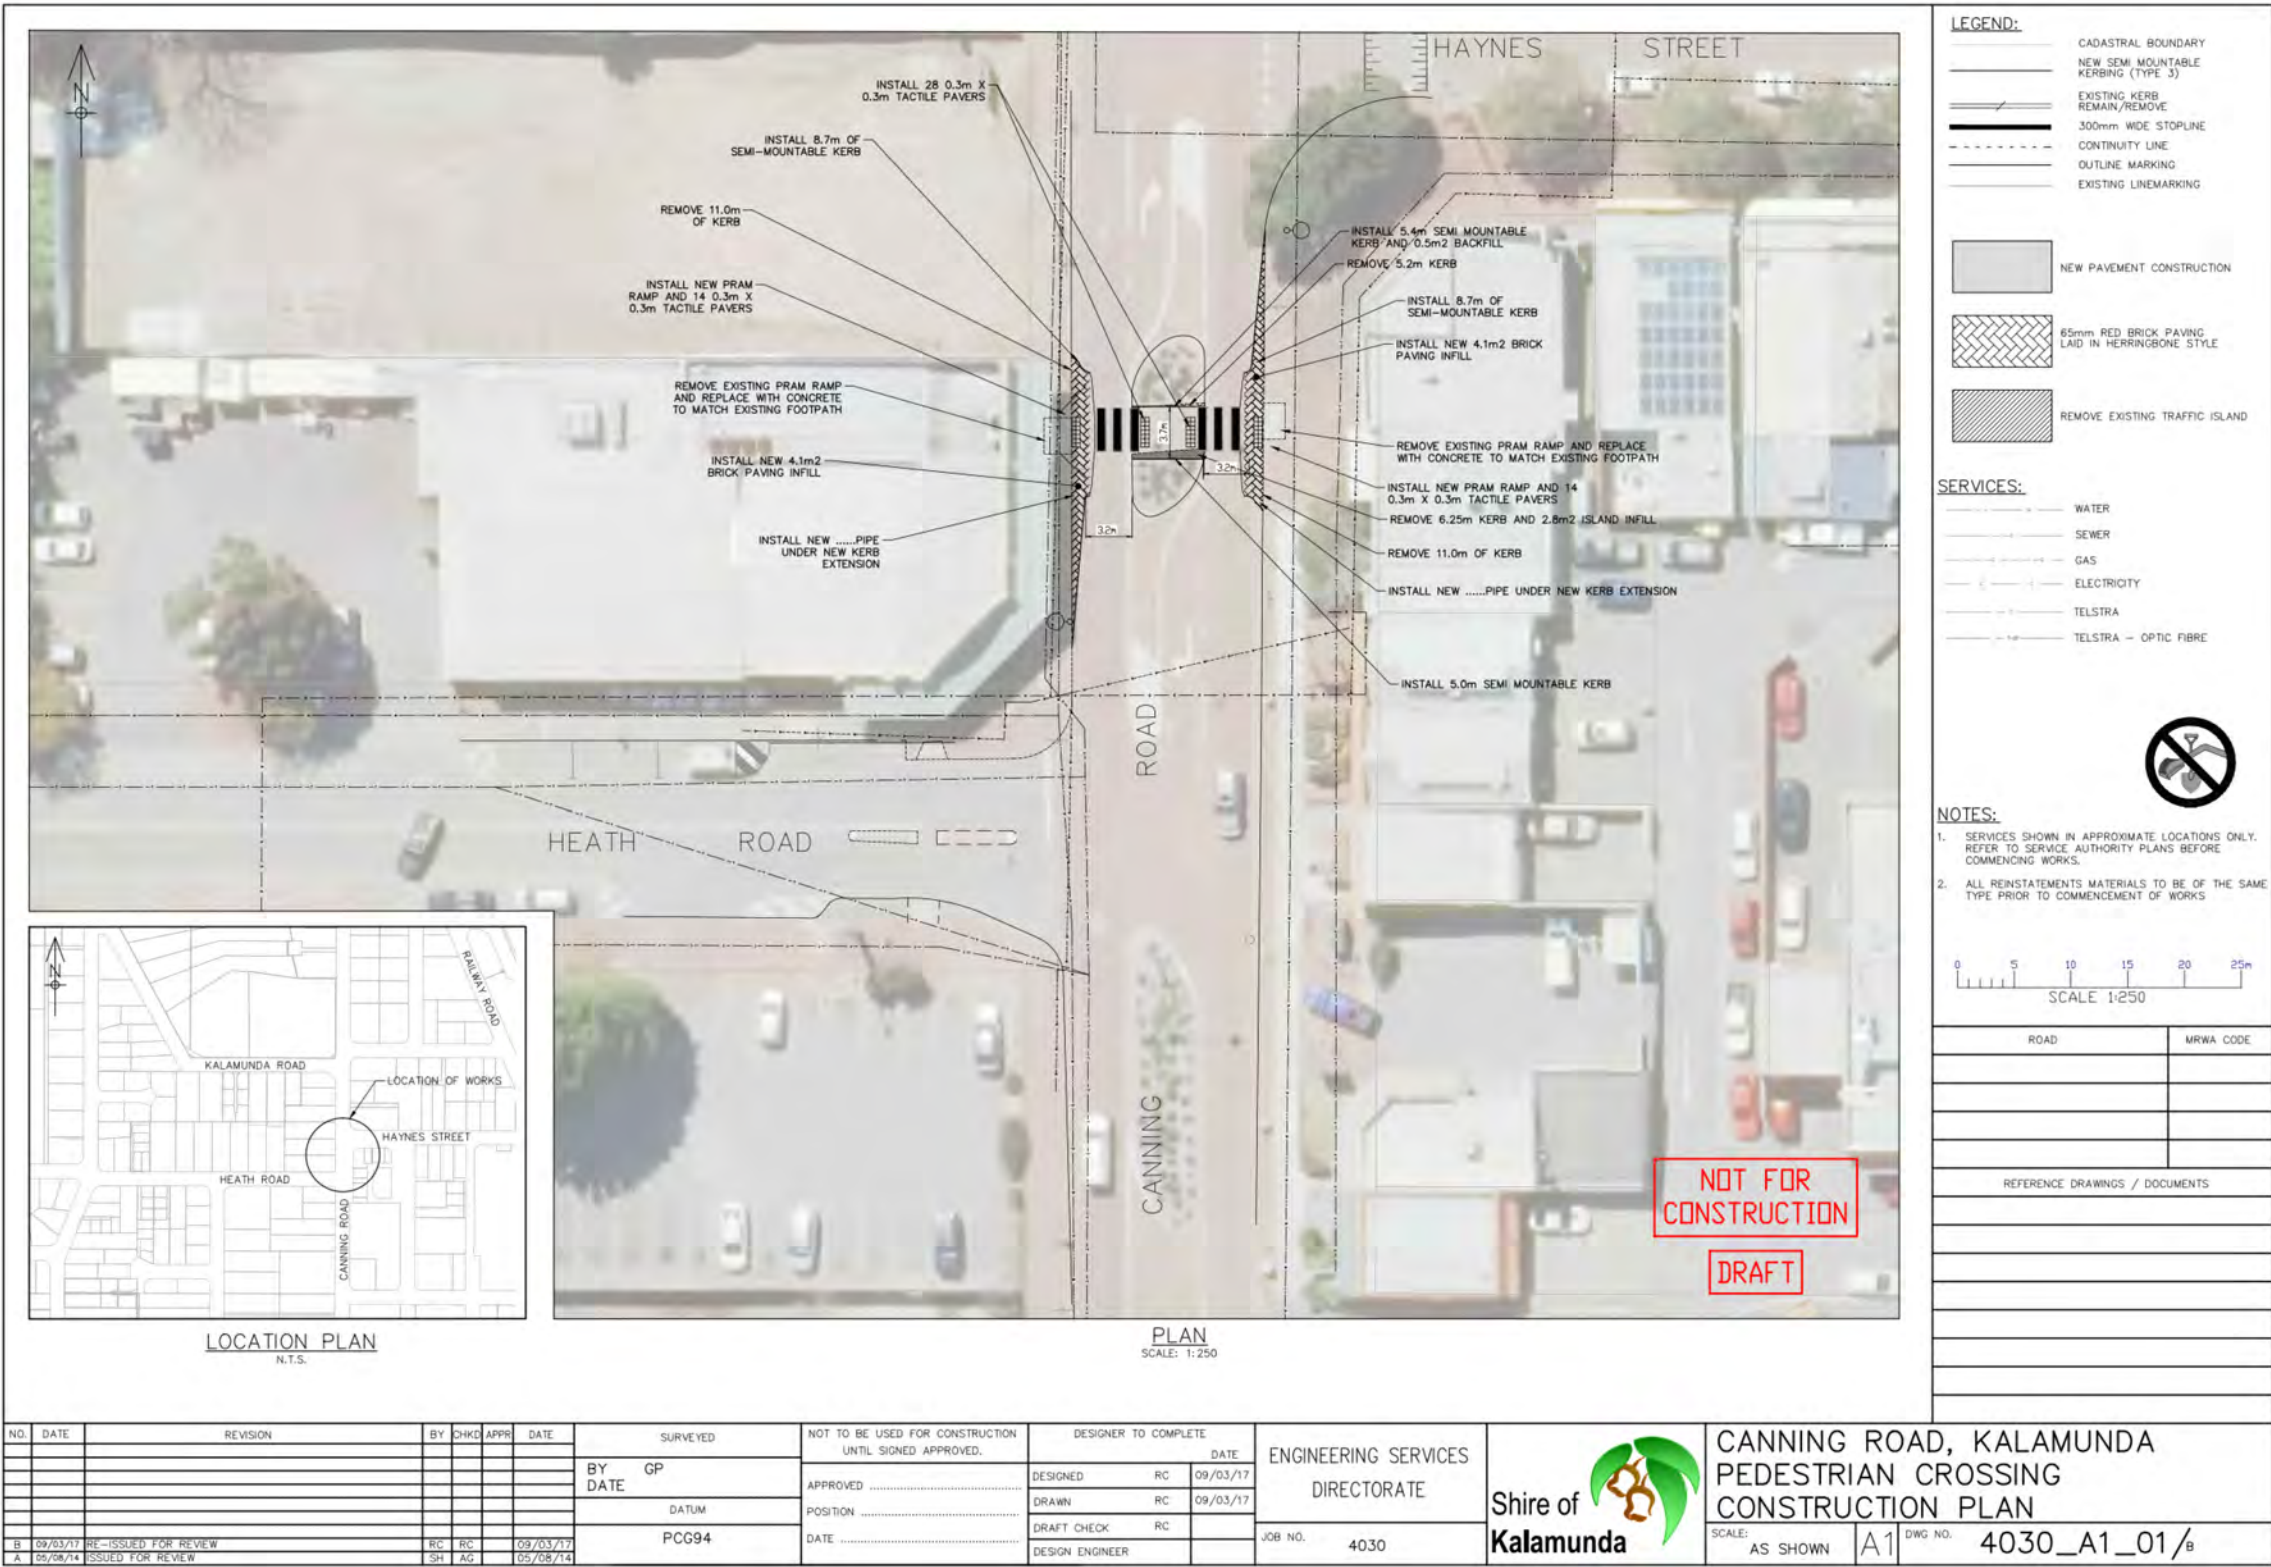 HAYNES STREET
N
INSTALL 28 0.3m X
0.3m TACTILE PAVERS
INSTALL 8.7m OF
SEMI-MOUNTABLE KERB
REMOVE 11.0m
OF KERB
INSTALL NEW PRAM
RAMP AND 14 0.3m X
0.3m TACTILE PAVERS
REMOVE EXISTING PRAM RAMP
AND REPLACE WITH CONCRETE
TO MATCH EXISTING FOOTPATH
INSTALL NEW 4.1m2
BRICK PAVING INFILL
INSTALL NEW ......PIPE
UNDER NEW KERB
EXTENSION
3.2m
3.7m
3.2m
INSTALL 5.4m SEMI MOUNTABLE
KERB AND 0.5m2 BACKFILL
REMOVE 5.2m KERB
INSTALL 8.7m OF
SEMI-MOUNTABLE KERB
INSTALL NEW 4.1m2 BRICK
PAVING INFILL
REMOVE EXISTING PRAM RAMP AND REPLACE
WITH CONCRETE TO MATCH EXISTING FOOTPATH
INSTALL NEW PRAM RAMP AND 14
0.3m X 0.3m TACTILE PAVERS
REMOVE 6.25m KERB AND 2.8m2 ISLAND INFILL
REMOVE 11.0m OF KERB
INSTALL NEW ......PIPE UNDER NEW KERB EXTENSION
INSTALL 5.0m SEMI MOUNTABLE KERB
HEATH ROAD
CANNING ROAD
NOT FOR
CONSTRUCTION
DRAFT
N
RAILWAY ROAD
KALAMUNDA ROAD
LOCATION OF WORKS
HAYNES STREET
HEATH ROAD
CANNING ROAD
LOCATION PLAN
N.T.S.
PLAN
SCALE: 1:250
LEGEND:
CADASTRAL BOUNDARY
NEW SEMI MOUNTABLE
KERBING (TYPE 3)
EXISTING KERB
REMAIN/REMOVE
300mm WIDE STOPLINE
CONTINUITY LINE
OUTLINE MARKING
EXISTING LINEMARKING
NEW PAVEMENT CONSTRUCTION
65mm RED BRICK PAVING
LAID IN HERRINGBONE STYLE
REMOVE EXISTING TRAFFIC ISLAND
SERVICES:
WATER
SEWER
GAS
ELECTRICITY
TELSTRA
TELSTRA - OPTIC FIBRE
NOTES:
1. SERVICES SHOWN IN APPROXIMATE LOCATIONS ONLY.
REFER TO SERVICE AUTHORITY PLANS BEFORE
COMMENCING WORKS.
2. ALL REINSTATEMENTS MATERIALS TO BE OF THE SAME
TYPE PRIOR TO COMMENCEMENT OF WORKS
0 5 10 15 20 25m
SCALE 1:250
ROAD MRWA CODE
REFERENCE DRAWINGS / DOCUMENTS
NO. DATE REVISION BY CHKD APPR DATE
B 09/03/17 RE-ISSUED FOR REVIEW RC RC 09/03/17
A 05/08/14 ISSUED FOR REVIEW SH AG 05/08/14
SURVEYED
BY GP
DATE
DATUM
PCG94
NOT TO BE USED FOR CONSTRUCTION
UNTIL SIGNED APPROVED.
APPROVED
POSITION
DATE
DESIGNER TO COMPLETE
DATE
DESIGNED RC 09/03/17
DRAWN RC 09/03/17
DRAFT CHECK RC
DESIGN ENGINEER
ENGINEERING SERVICES
DIRECTORATE
JOB NO. 4030
Shire of
Kalamunda
CANNING ROAD, KALAMUNDA
PEDESTRIAN CROSSING
CONSTRUCTION PLAN
SCALE: AS SHOWN A1 DWG NO. 4030_A1_01/B